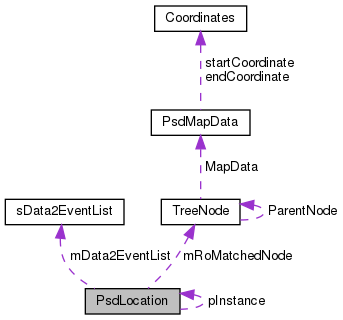 Coordinates
startCoordinate
endCoordinate
PsdMapData
MapData
sData2EventList
TreeNode
ParentNode
mData2EventList
mRoMatchedNode
PsdLocation
pInstance